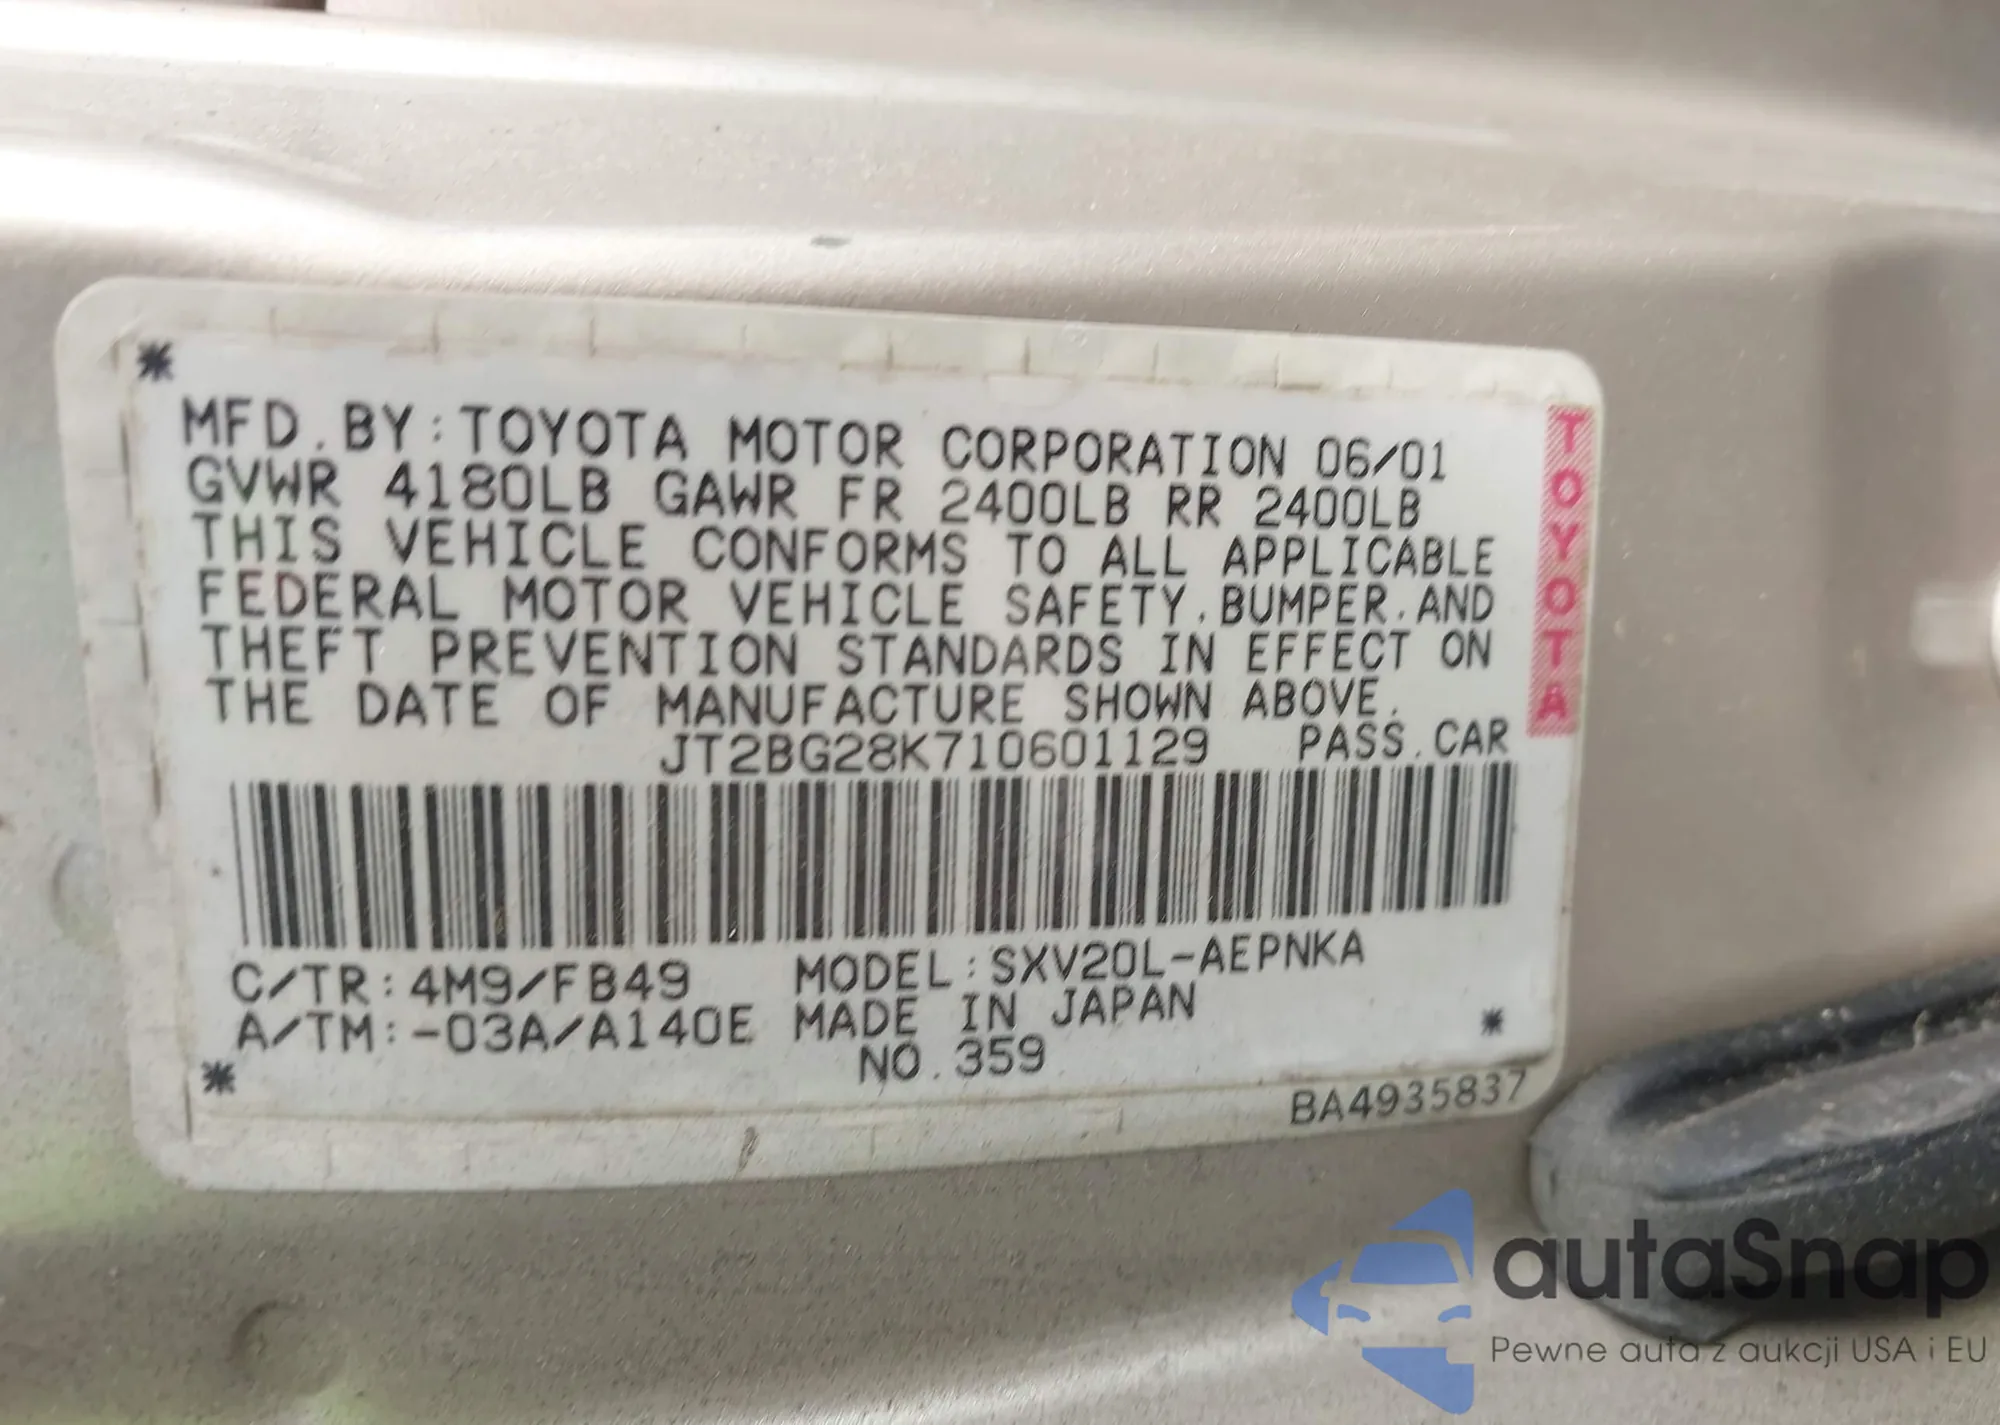 *
MFD.BY:TOYOTA MOTOR CORPORATION 06/01
GVWR 4180LB GAWR FR 2400LB RR 2400LB
THIS VEHICLE CONFORMS TO ALL APPLICABLE
FEDERAL MOTOR VEHICLE SAFETY.BUMPER.AND
THEFT PREVENTION STANDARDS IN EFFECT ON
THE DATE OF MANUFACTURE SHOWN ABOVE.
JT2BG28K710601129 PASS.CAR
TOYOTA
C/TR:4M9/FB49 MODEL:SXV20L-AEPNKA
A/TM:-03A/A140E MADE IN JAPAN
*
NO.359
*
BA4935837
autaSnap
Pewne auta z aukcji USA i EU